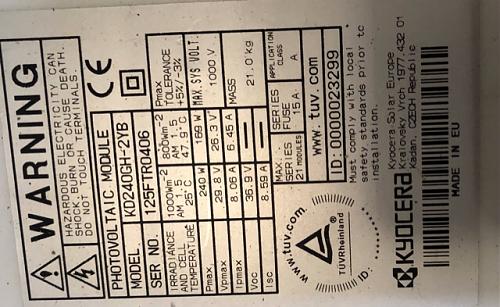 WARNING
HAZARDOUS ELECTRICITY CAN
SHOCK, BURN OR CAUSE DEATH.
DO NOT TOUCH TERMINALS.
CE
PHOTOVOLTAIC MODULE
MODEL KD240GH-2YB
SER NO. 125FTR0406
IRRADIANCE AND CELL TEMPERATURE 1000Wm-2 AM 1.5 25°C 800Wm-2 AM 1.5 47.9°C Pmax TOLERANCE +5%/-3%
Pmax 240 W 169 W MAX. SYS VOLT.
Vpmax 29.8 V 26.3 V 1000 V
Ipmax 8.06 A 6.45 A MASS
Voc 36.9 V 21.0 kg
Isc 8.59 A
MAX. SERIES 21 MODULES SERIES FUSE 15 A. APPLICATION CLASS A
www.tuv.com
TÜVRheinland
ID:
www.tuv.com
ID: 0000023299
Must comply with local
safety standards prior to
installation.
KYOCERA
Kyocera Solar Europe
Kralovsky Vrch 1977, 432 01
Kadan, CZECH Republic
MADE IN EU